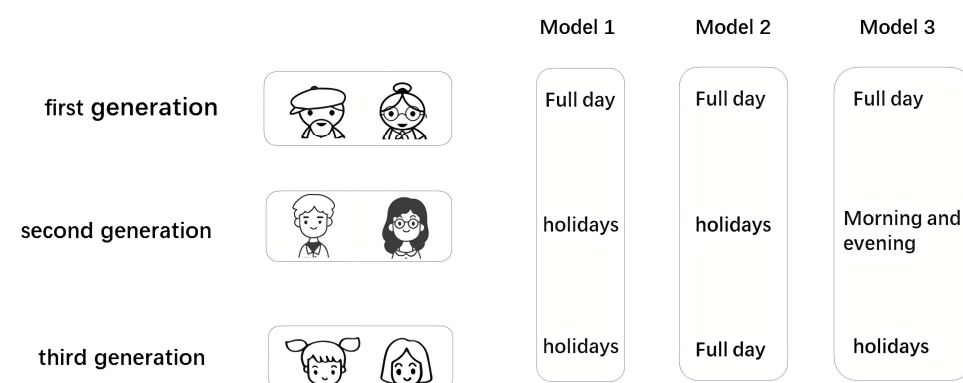 Model 1 Model 2 Model 3
first generation Full day Full day Full day
second generation holidays holidays Morning and
evening
third generation holidays Full day holidays